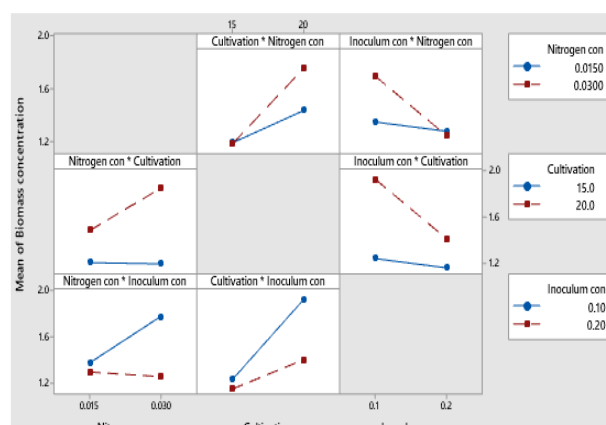 15 20
2.0 Cultivation * Nitrogen con Inoculum con * Nitrogen con
1.6
1.2
Nitrogen con
0.0150
0.0300
Mean of Biomass concentration
Nitrogen con * Cultivation Inoculum con * Cultivation
2.0
1.6
1.2
Cultivation
15.0
20.0
Nitrogen con * Inoculum con Cultivation * Inoculum con
2.0
1.6
1.2
Inoculum con
0.10
0.20
0.015 0.030 0.1 0.2